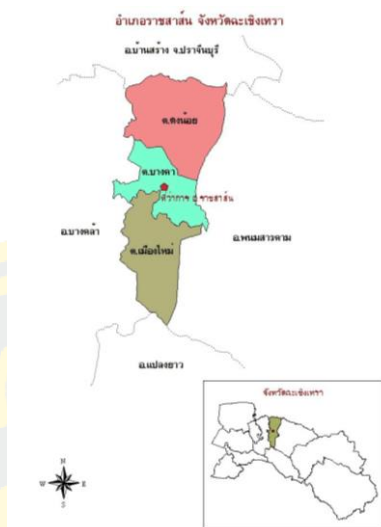 อำเภอราชสาส์น จังหวัดฉะเชิงเทรา
อ.บ้านสร้าง จ.ปราจีนบุรี
ต.ดงน้อย
ต.บางคา
ที่ว่าการ อ.ราชสาส์น
อ.บางคล้า
อ.พนมสารคาม
ต.เมืองใหม่
อ.แปลงยาว
จังหวัดฉะเชิงเทรา
N
W E
S